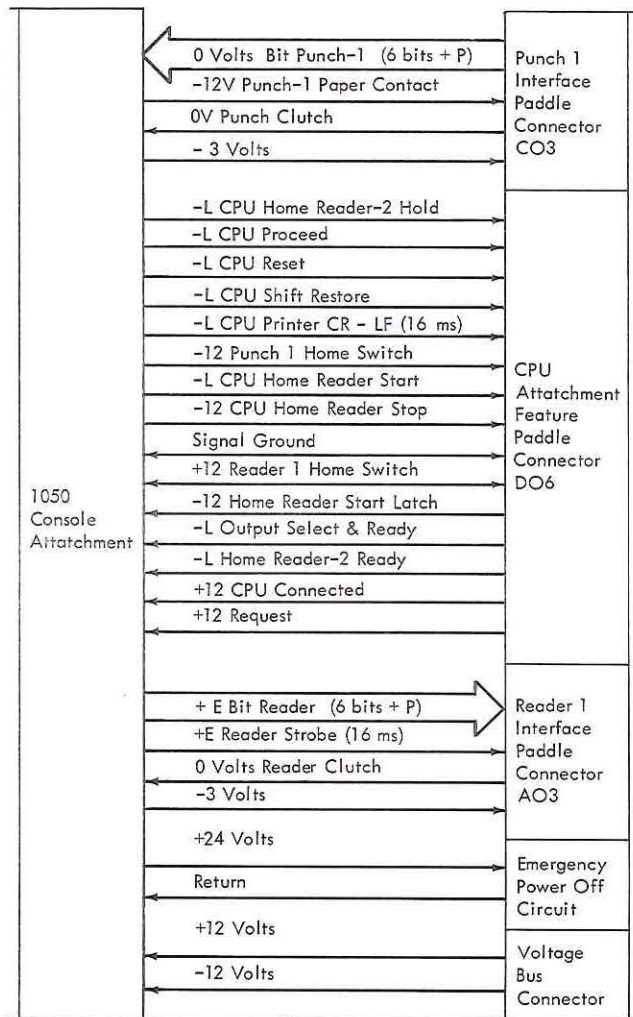 0 Volts Bit Punch-1 (6 bits + P)
-12V Punch-1 Paper Contact
0V Punch Clutch
- 3 Volts
Punch 1
Interface
Paddle
Connector
CO3
-L CPU Home Reader-2 Hold
-L CPU Proceed
-L CPU Reset
-L CPU Shift Restore
-L CPU Printer CR - LF (16 ms)
-12 Punch 1 Home Switch
-L CPU Home Reader Start
-12 CPU Home Reader Stop
Signal Ground
+12 Reader 1 Home Switch
-12 Home Reader Start Latch
-L Output Select & Ready
-L Home Reader-2 Ready
+12 CPU Connected
+12 Request
CPU
Attatchment
Feature
Paddle
Connector
DO6
1050
Console
Attatchment
+ E Bit Reader (6 bits + P)
+E Reader Strobe (16 ms)
0 Volts Reader Clutch
-3 Volts
Reader 1
Interface
Paddle
Connector
AO3
+24 Volts
Return
Emergency
Power Off
Circuit
+12 Volts
-12 Volts
Voltage
Bus
Connector